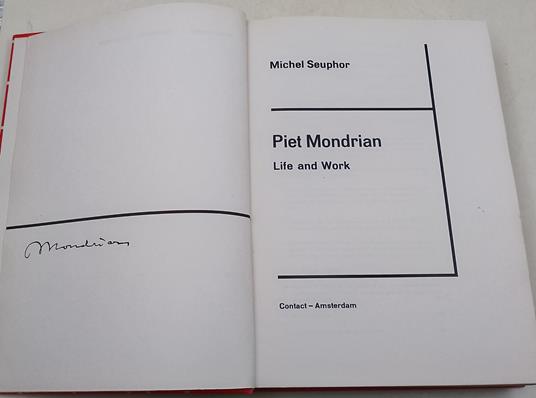 Mondrian
Michel Seuphor
Piet Mondrian
Life and Work
Contact – Amsterdam